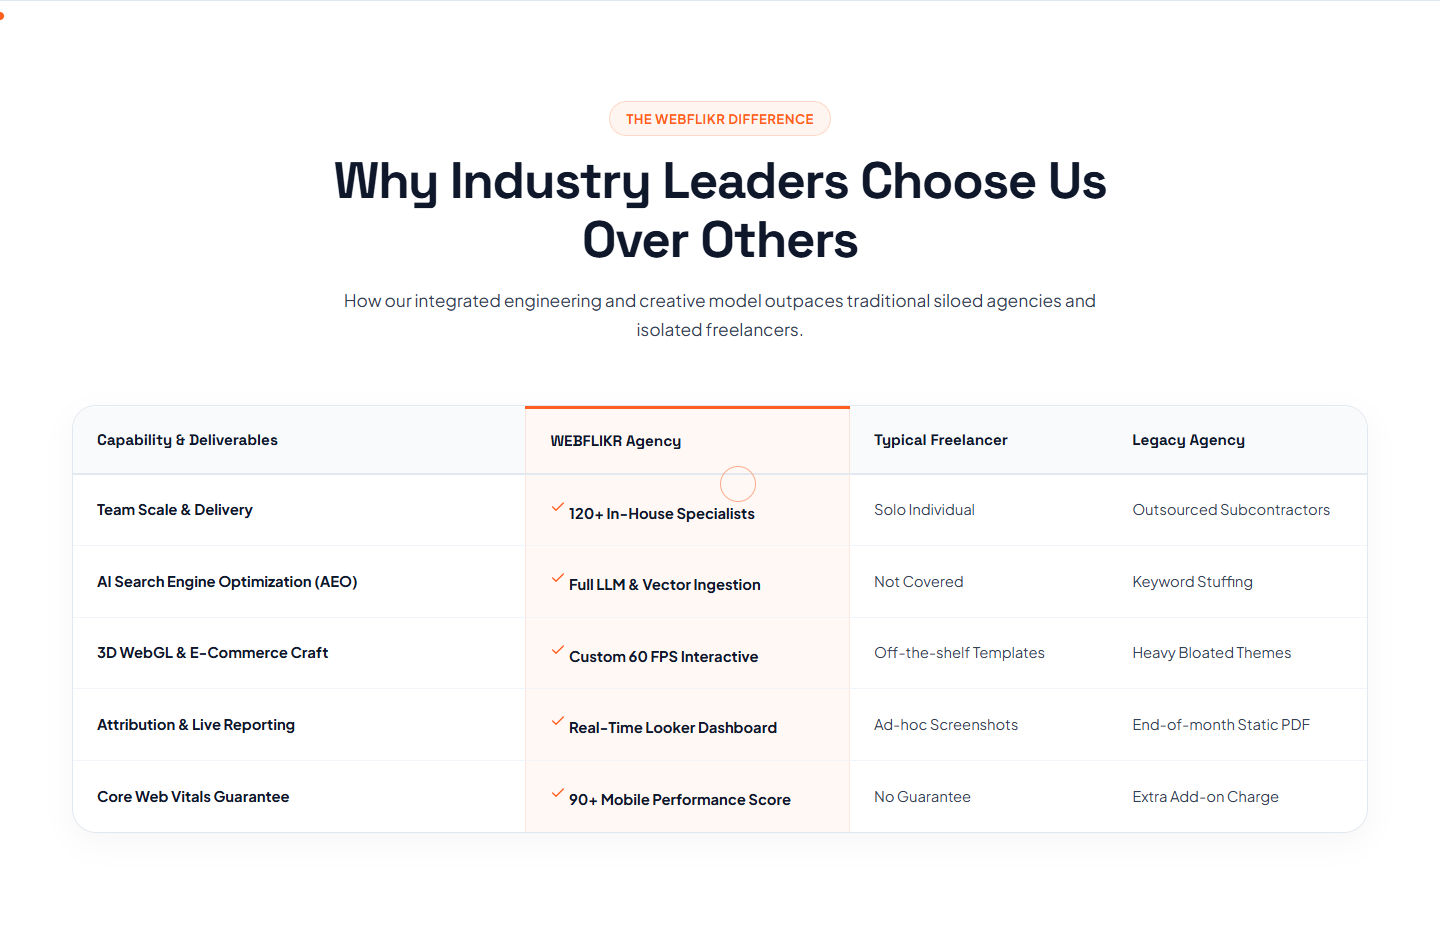 THE WEBFLIKR DIFFERENCE
Why Industry Leaders Choose Us
Over Others
How our integrated engineering and creative model outpaces traditional siloed agencies and
isolated freelancers.
Capability & Deliverables WEBFLIKR Agency Typical Freelancer Legacy Agency
Team Scale & Delivery 120+ In-House Specialists Solo Individual Outsourced Subcontractors
AI Search Engine Optimization (AEO) Full LLM & Vector Ingestion Not Covered Keyword Stuffing
3D WebGL & E-Commerce Craft Custom 60 FPS Interactive Off-the-shelf Templates Heavy Bloated Themes
Attribution & Live Reporting Real-Time Looker Dashboard Ad-hoc Screenshots End-of-month Static PDF
Core Web Vitals Guarantee 90+ Mobile Performance Score No Guarantee Extra Add-on Charge